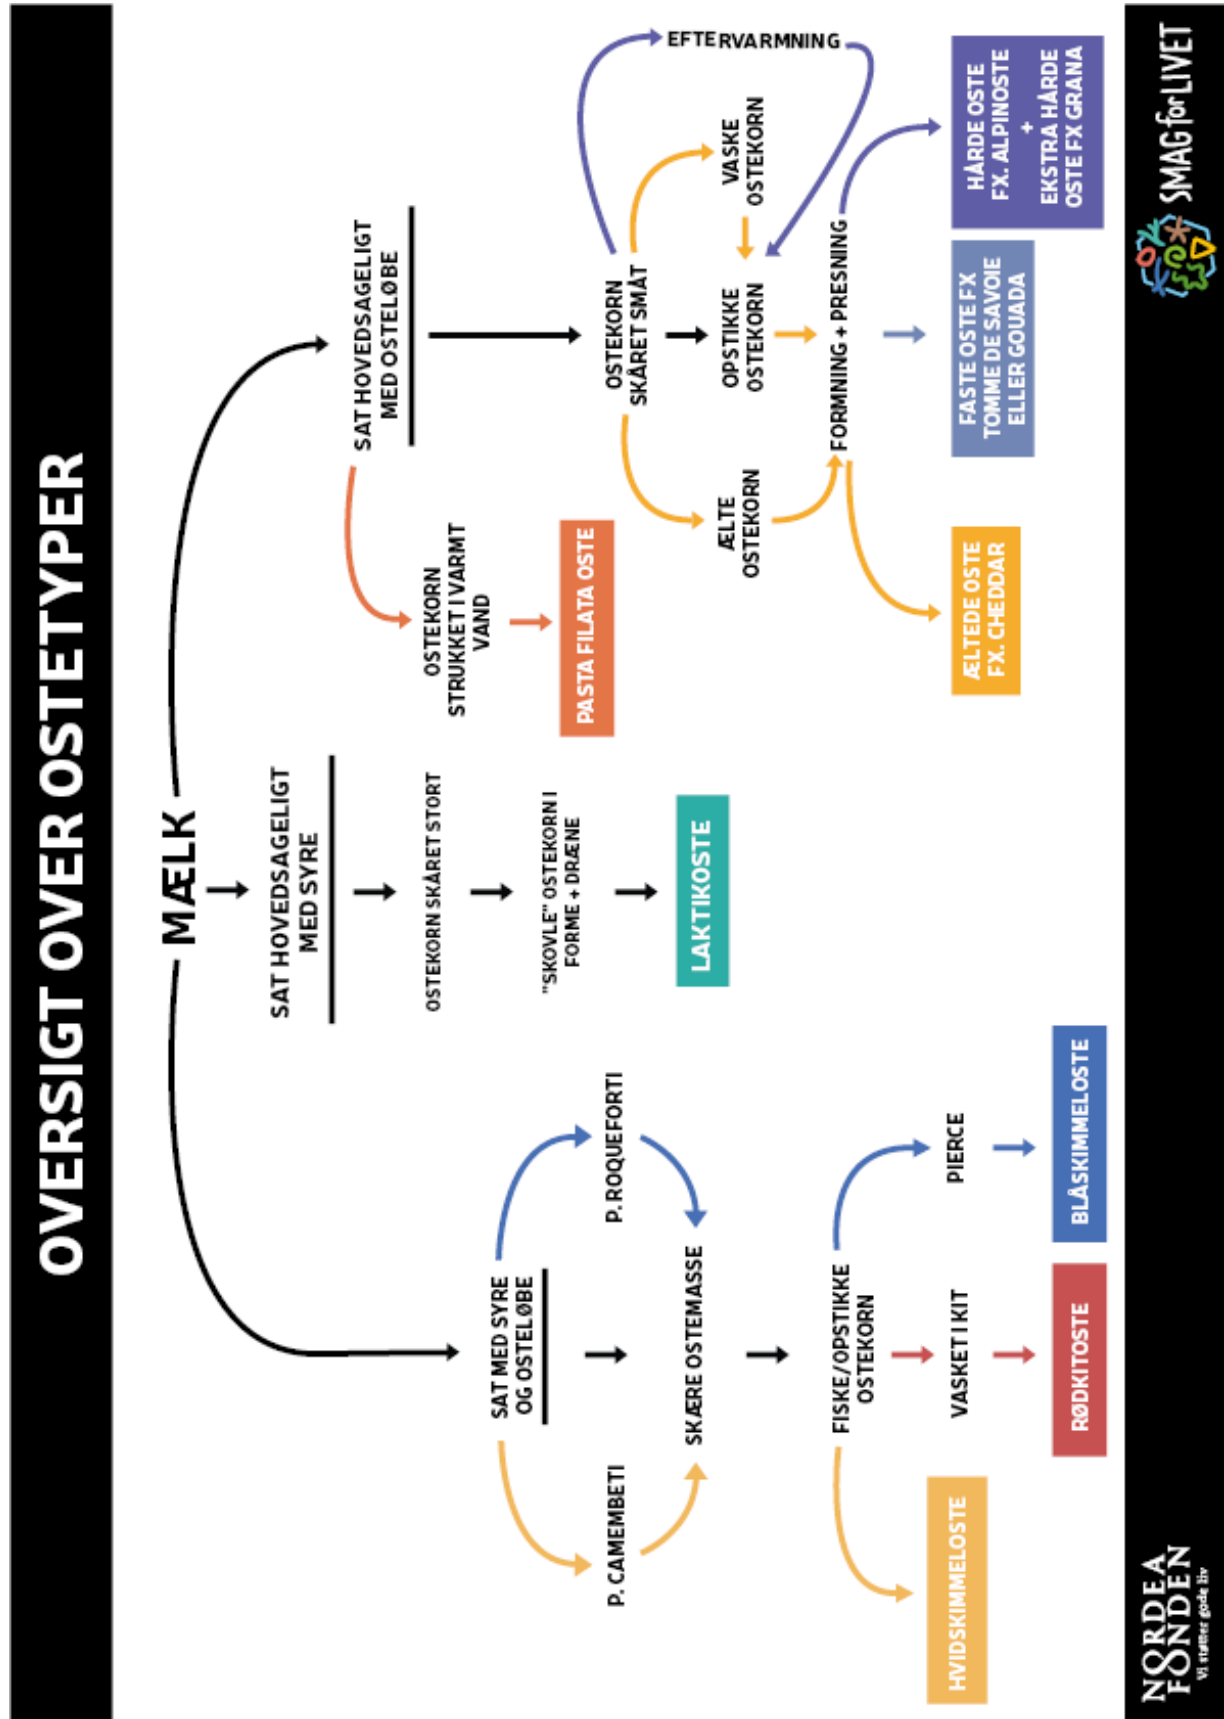 OVERSIGT OVER OSTETYPER
MÆLK
SAT MED SYRE
OG OSTELØBE
P. CAMEMBETI
P. ROQUEFORTI
SKÆRE OSTEMASSE
FISKE/OPSTIKKE
OSTEKORN
VASKET I KIT
PIERCE
HVIDSKIMMELOSTE
RØDKITOSTE
BLÅSKIMMELOSTE
SAT HOVEDSAGELIGT
MED SYRE
OSTEKORN SKÅRET STORT
"SKOVLE" OSTEKORN I
FORME + DRÆNE
LAKTIKOSTE
SAT HOVEDSAGELIGT
MED OSTELØBE
OSTEKORN
STRUKKET I VARMT
VAND
PASTA FILATA OSTE
OSTEKORN
SKÅRET SMÅT
EFTERVARMNING
ÆLTE
OSTEKORN
OPSTIKKE
OSTEKORN
VASKE
OSTEKORN
FORMNING + PRESNING
ÆLTEDE OSTE
FX. CHEDDAR
FASTE OSTE FX
TOMME DE SAVOIE
ELLER GOUADA
HÅRDE OSTE
FX. ALPINOSTE
+
EKSTRA HÅRDE
OSTE FX GRANA
NORDEA
FONDEN
Vi støtter gode liv
SMAG for LIVET